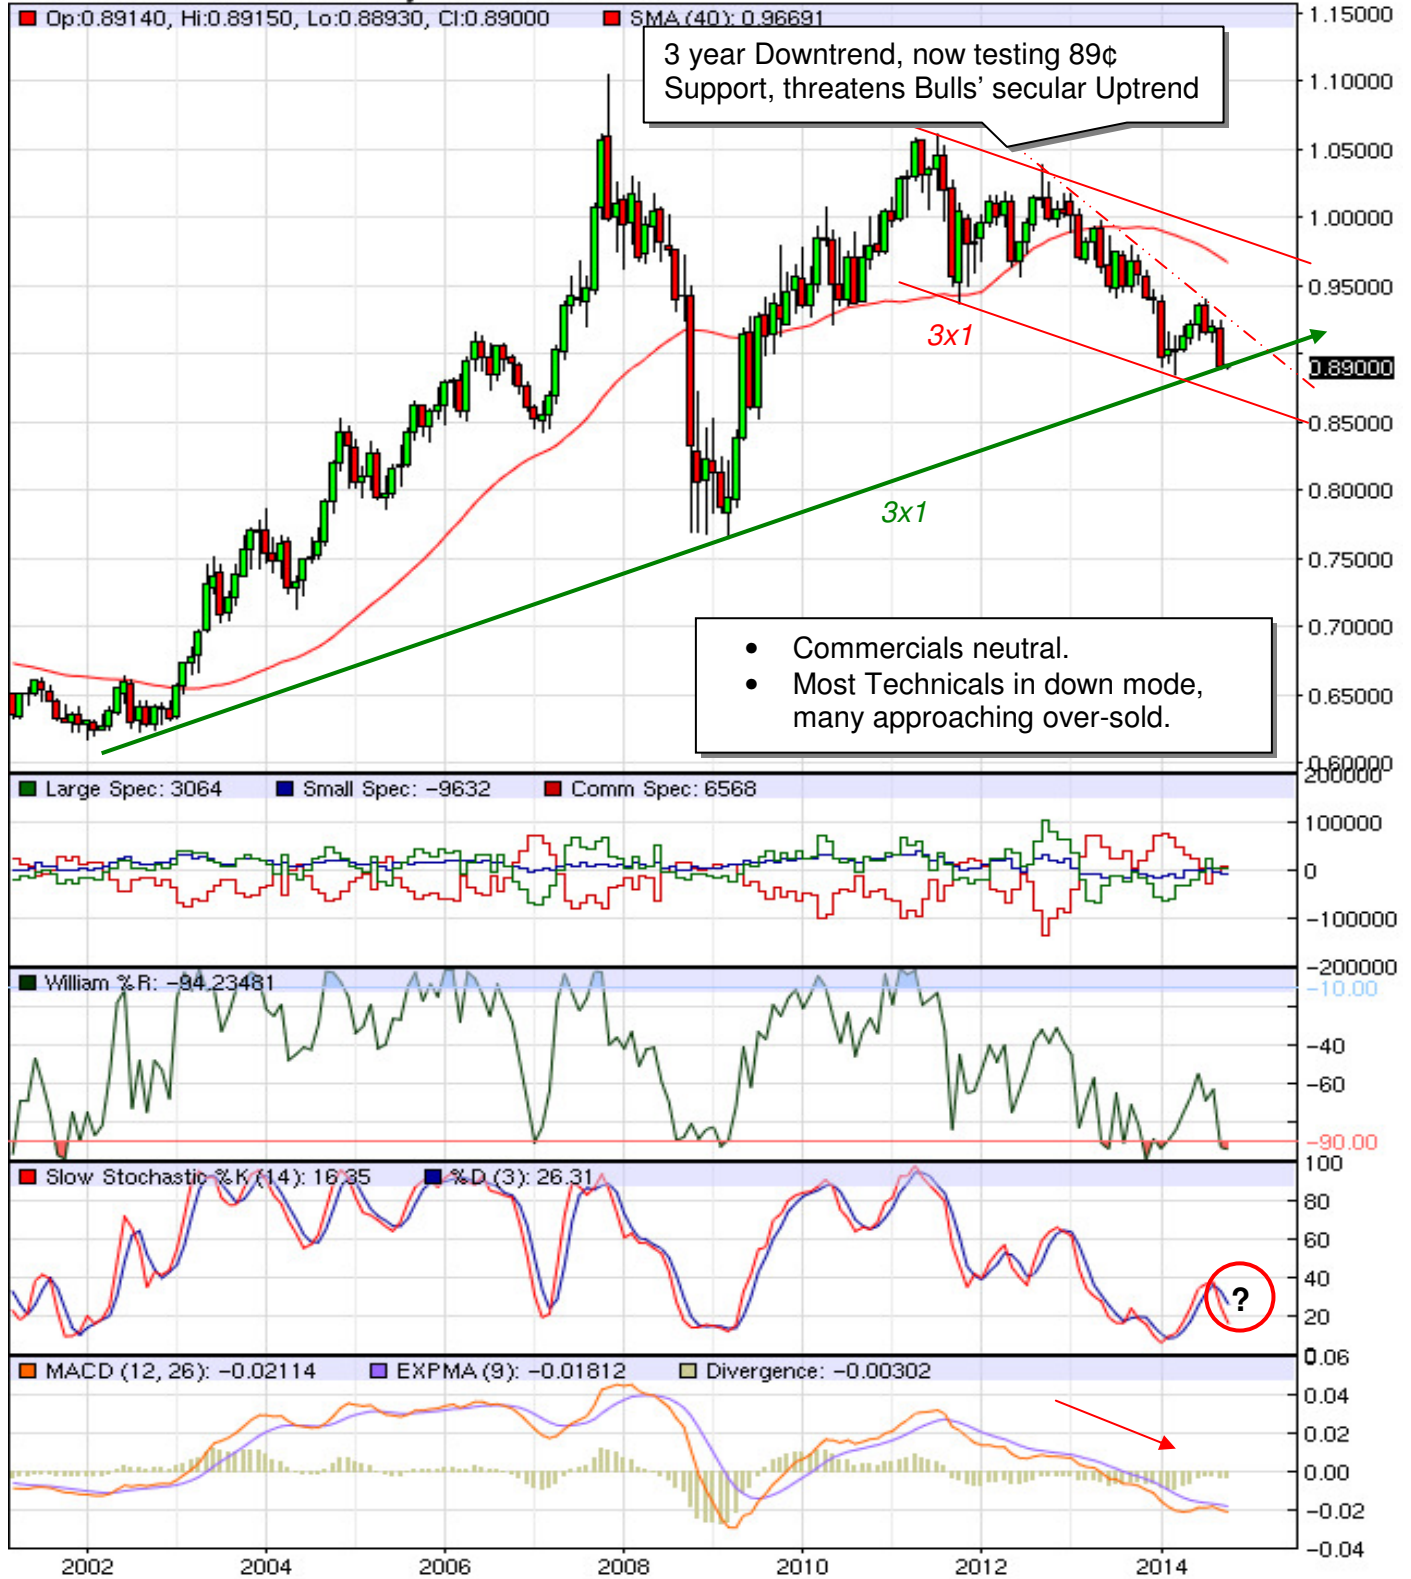 Op:0.89140, Hi:0.89150, Lo:0.88930, Cl:0.89000 SMA (40): 0.96691
3 year Downtrend, now testing 89¢
Support, threatens Bulls’ secular Uptrend
1.15000
1.10000
1.05000
1.00000
0.95000
0.89000
0.85000
0.80000
0.75000
0.70000
0.65000
0.60000
3x1
3x1
• Commercials neutral.
• Most Technicals in down mode,
many approaching over-sold.
Large Spec: 3064 Small Spec: -9632 Comm Spec: 6568
200000
100000
0
-100000
-200000
William %R: -94.23481
-10.00
-40
-60
-90.00
Slow Stochastic %K (14): 16.35 %D (3): 26.31
100
80
60
40
20
0
?
MACD (12, 26): -0.02114 EXPMA (9): -0.01812 Divergence: -0.00302
0.06
0.04
0.02
0.00
-0.02
-0.04
2002 2004 2006 2008 2010 2012 2014